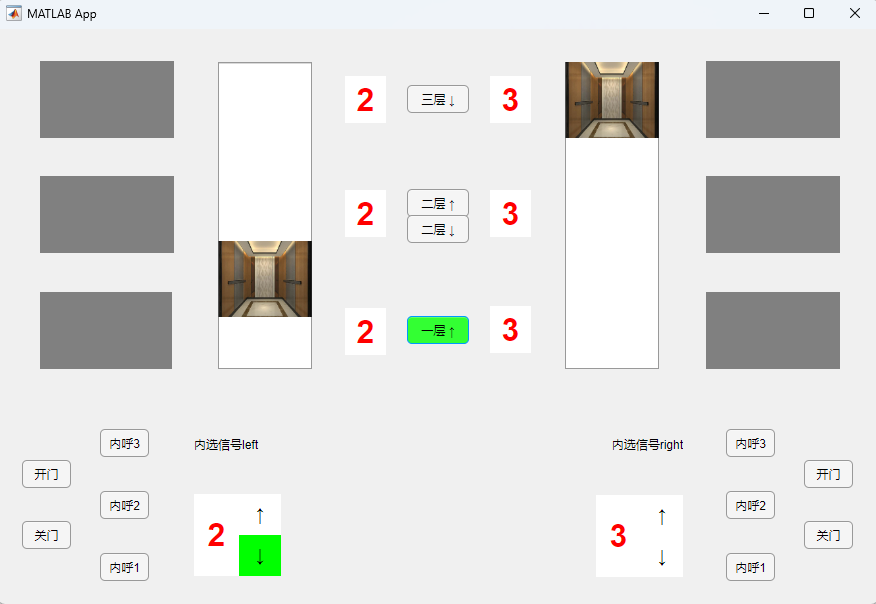 MATLAB App
2 三层↓ 3
2 二层↑ 3
二层↓
2 一层↑ 3
内呼3 内选信号left 内选信号right 内呼3
开门 开门
内呼2 内呼2
2 ↑ 3 ↑
关门 ↓ ↓ 关门
内呼1 内呼1